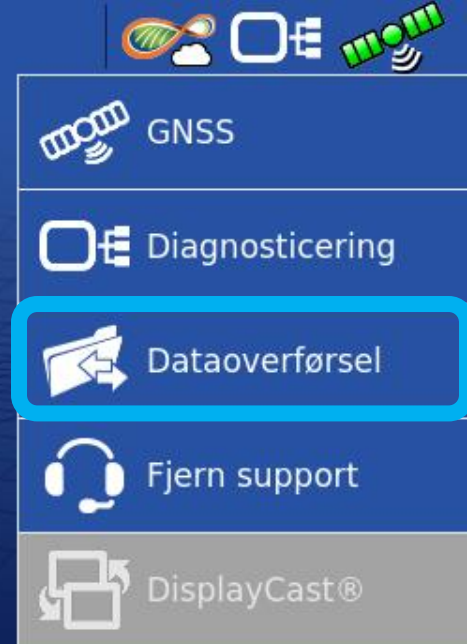 GNSS
Diagnosticering
Dataoverførsel
Fjern support
DisplayCast®